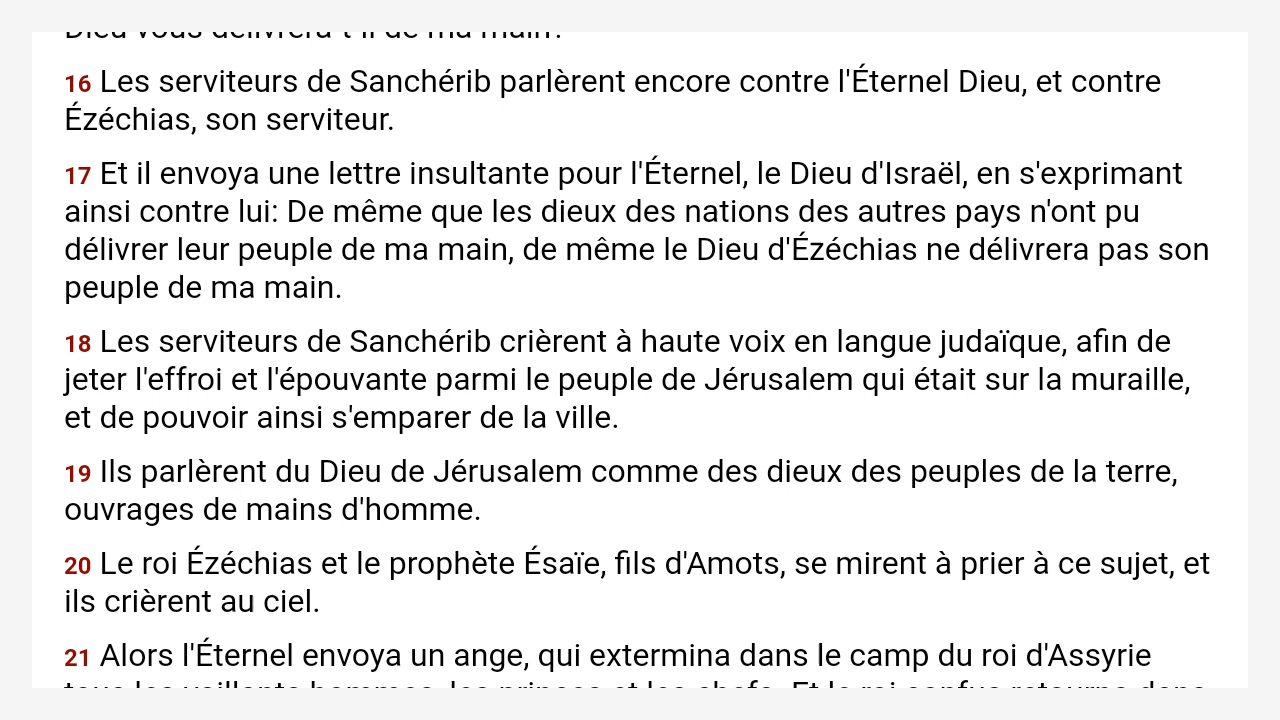 16 Les serviteurs de Sanchérib parlèrent encore contre l'Éternel Dieu, et contre
Ézéchias, son serviteur.
17 Et il envoya une lettre insultante pour l'Éternel, le Dieu d'Israël, en s'exprimant
ainsi contre lui: De même que les dieux des nations des autres pays n'ont pu
délivrer leur peuple de ma main, de même le Dieu d'Ézéchias ne délivrera pas son
peuple de ma main.
18 Les serviteurs de Sanchérib crièrent à haute voix en langue judaïque, afin de
jeter l'effroi et l'épouvante parmi le peuple de Jérusalem qui était sur la muraille,
et de pouvoir ainsi s'emparer de la ville.
19 Ils parlèrent du Dieu de Jérusalem comme des dieux des peuples de la terre,
ouvrages de mains d'homme.
20 Le roi Ézéchias et le prophète Ésaïe, fils d'Amots, se mirent à prier à ce sujet, et
ils crièrent au ciel.
21 Alors l'Éternel envoya un ange, qui extermina dans le camp du roi d'Assyrie